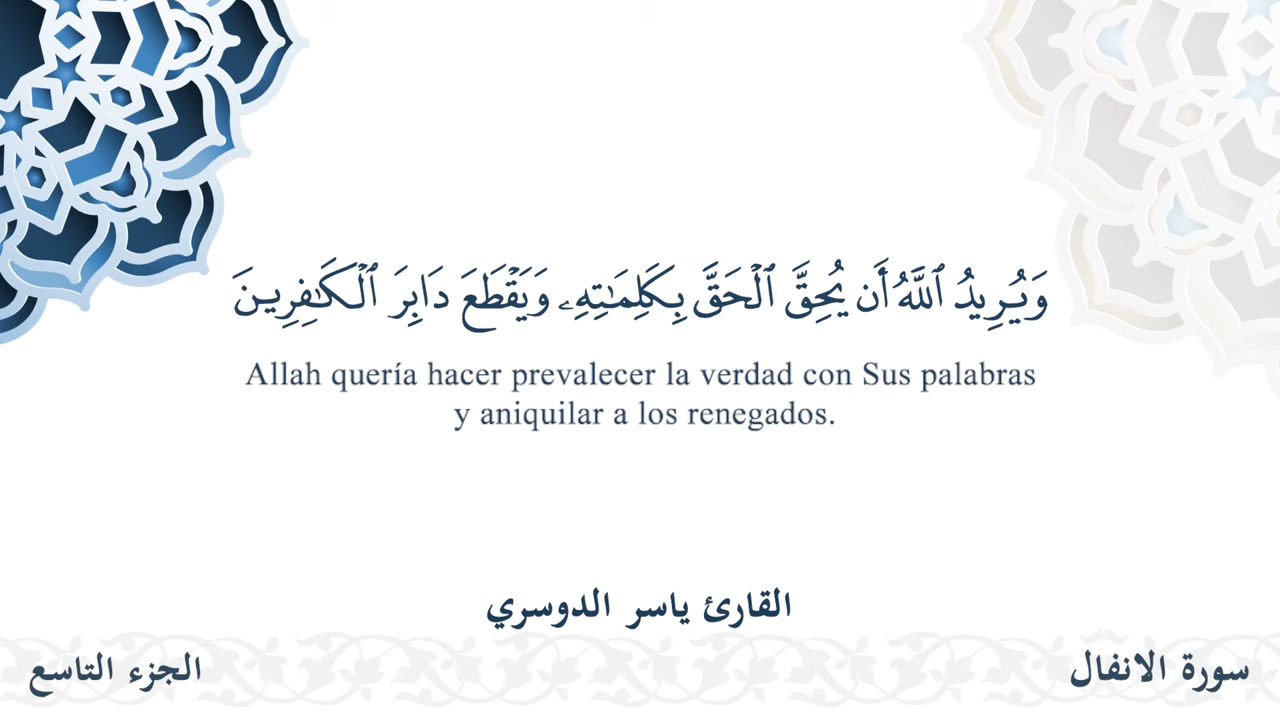 وَيُرِيدُ ٱللَّهُ أَن يُحِقَّ ٱلْحَقَّ بِكَلِمَـٰتِهِۦ وَيَقْطَعَ دَابِرَ ٱلْكَـٰفِرِينَ
Allah quería hacer prevalecer la verdad con Sus palabras
y aniquilar a los renegados.
القارئ ياسر الدوسري
سورة الانفال
الجزء التاسع